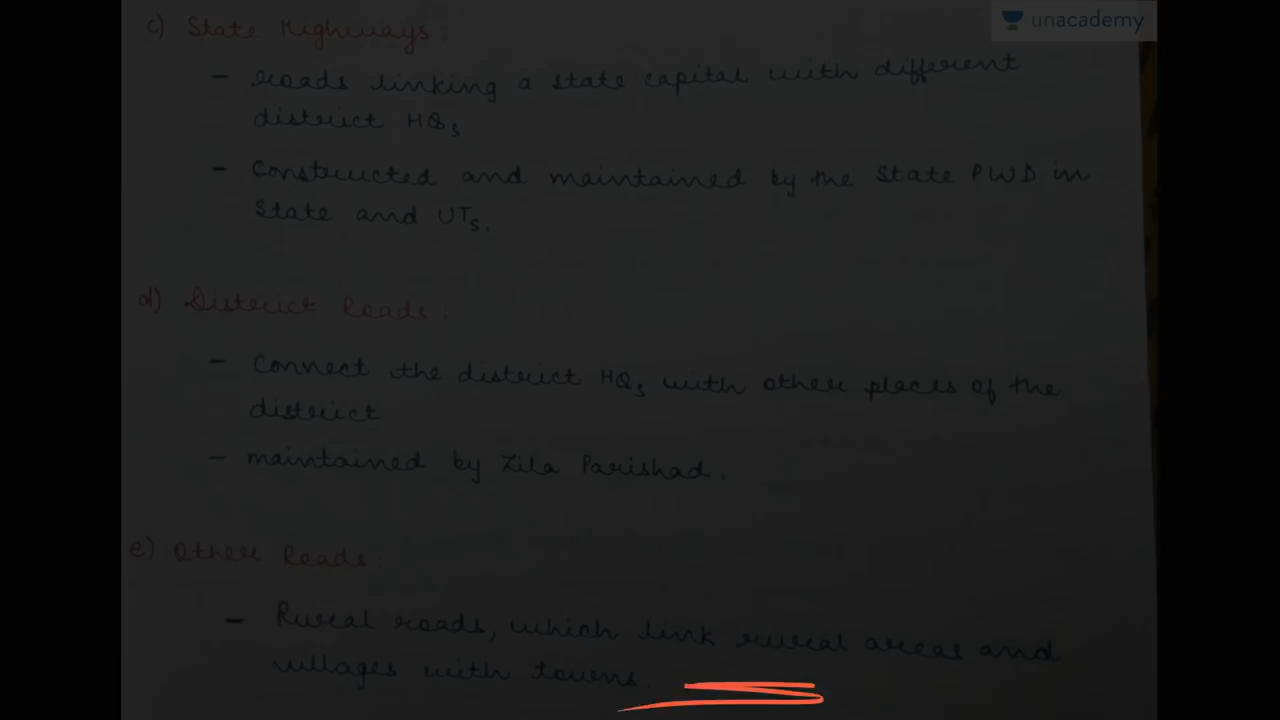 unacademy
c) State Highways :
- roads linking a state capital with different
district HQs
- Constructed and maintained by the State PWD in
State and UTs.
d) District Roads :
- Connect the district HQs with other places of the
district
- maintained by Zila Parishad.
e) Other Roads :
- Rural roads, which link rural areas and
villages with towns.